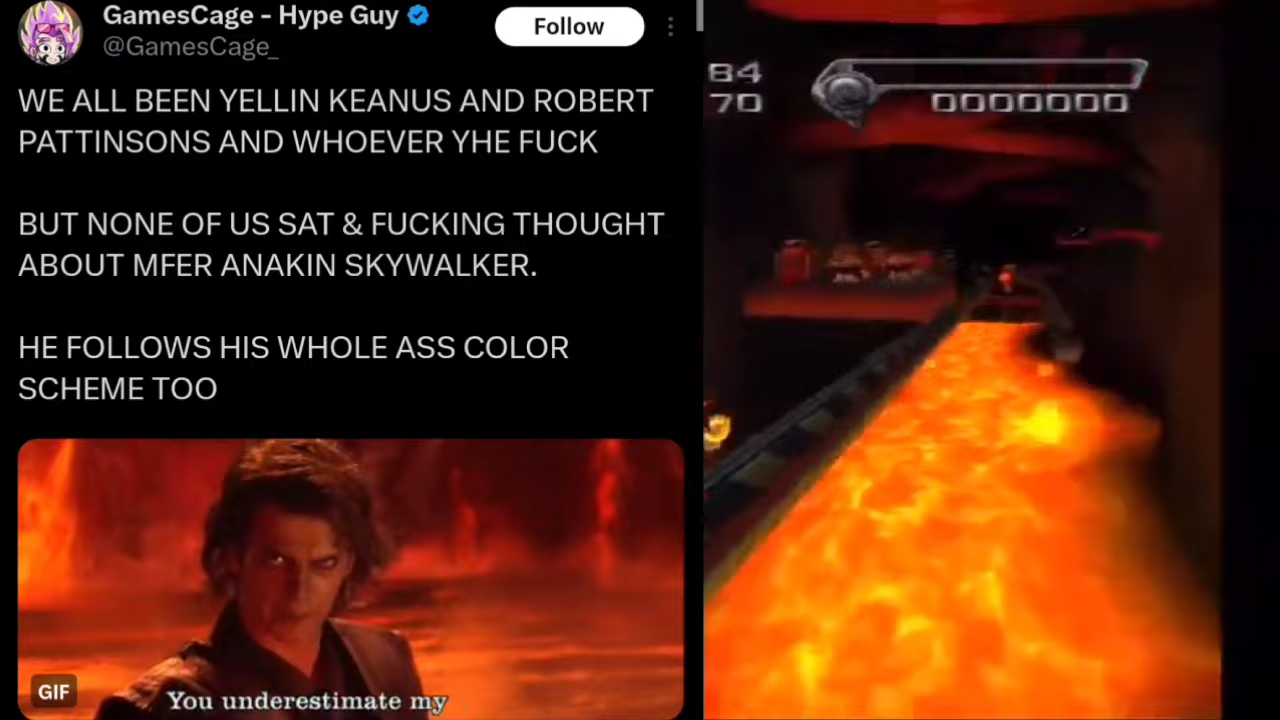 GamesCage - Hype Guy
@GamesCage_
Follow
WE ALL BEEN YELLIN KEANUS AND ROBERT
PATTINSONS AND WHOEVER YHE FUCK
BUT NONE OF US SAT & FUCKING THOUGHT
ABOUT MFER ANAKIN SKYWALKER.
HE FOLLOWS HIS WHOLE ASS COLOR
SCHEME TOO
GIF
You underestimate my
84
70
0000000